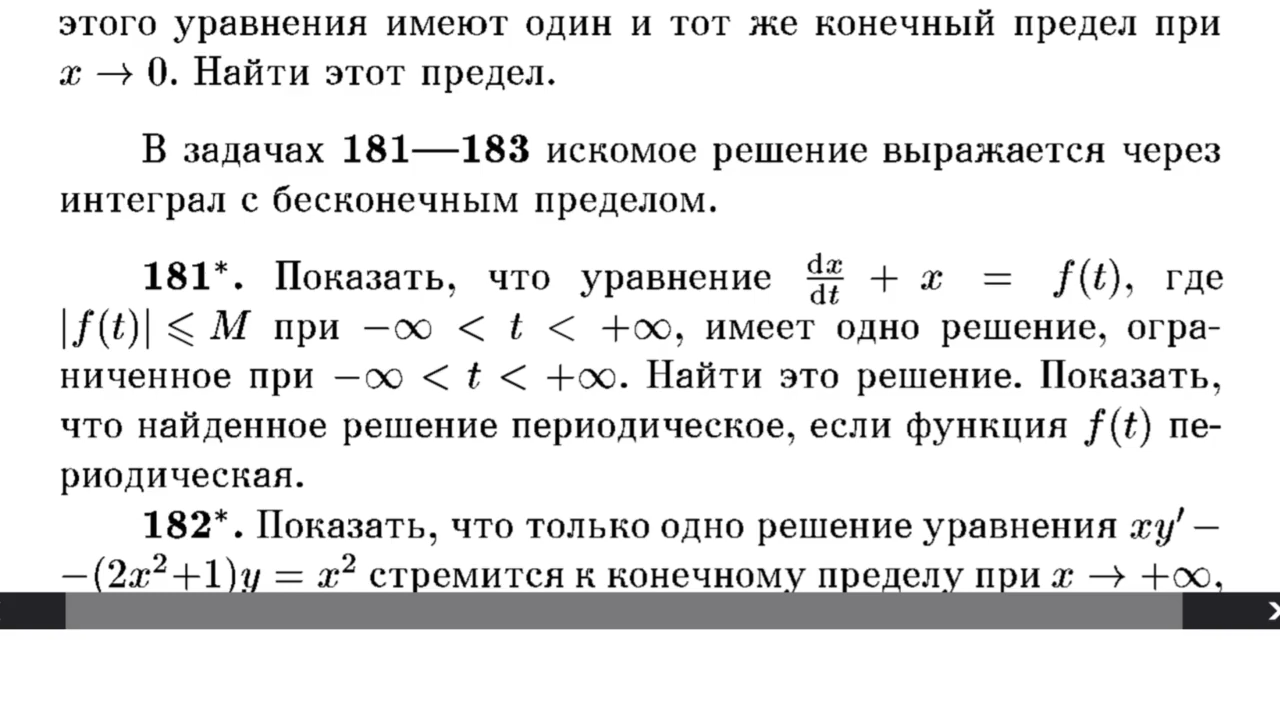 этого уравнения имеют один и тот же конечный предел при
x → 0. Найти этот предел.
В задачах 181—183 искомое решение выражается через
интеграл с бесконечным пределом.
181*. Показать, что уравнение dx/dt + x = f(t), где
|f(t)| ⩽ M при −∞ < t < +∞, имеет одно решение, огра-
ниченное при −∞ < t < +∞. Найти это решение. Показать,
что найденное решение периодическое, если функция f(t) пе-
риодическая.
182*. Показать, что только одно решение уравнения xy′ −
−(2x²+1)y = x² стремится к конечному пределу при x → +∞,